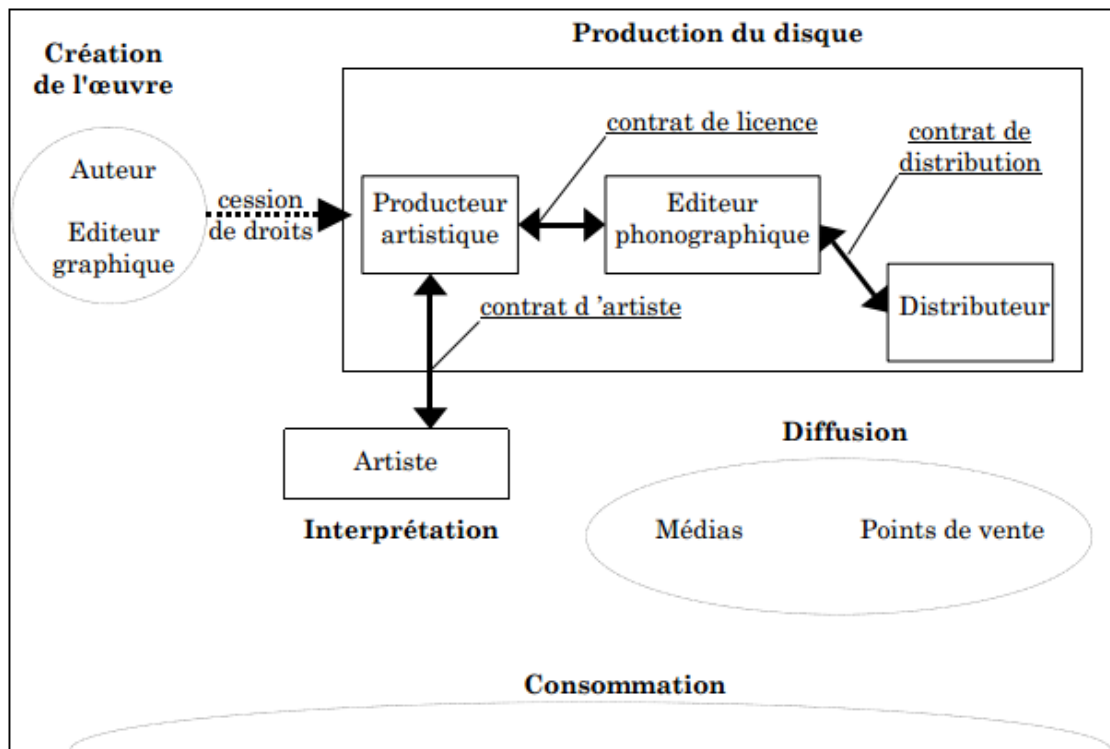 Création
de l'œuvre
Auteur
Editeur
graphique
cession
de droits
Production du disque
contrat de licence
contrat de
distribution
Producteur
artistique
Editeur
phonographique
Distributeur
contrat d ’artiste
Artiste
Interprétation
Diffusion
Médias
Points de vente
Consommation